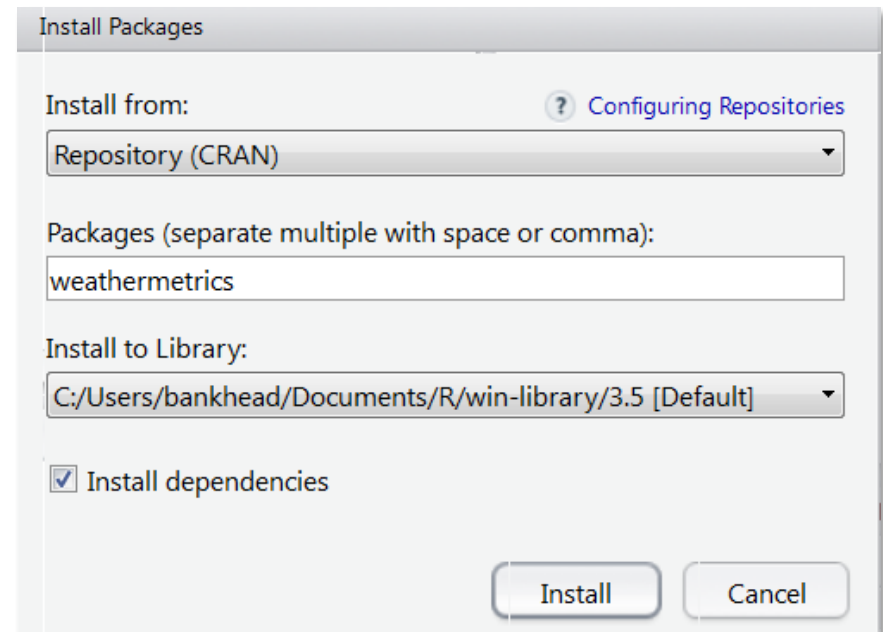 Install Packages
Install from:
? Configuring Repositories
Repository (CRAN)
Packages (separate multiple with space or comma):
weathermetrics
Install to Library:
C:/Users/bankhead/Documents/R/win-library/3.5 [Default]
Install dependencies
Install
Cancel